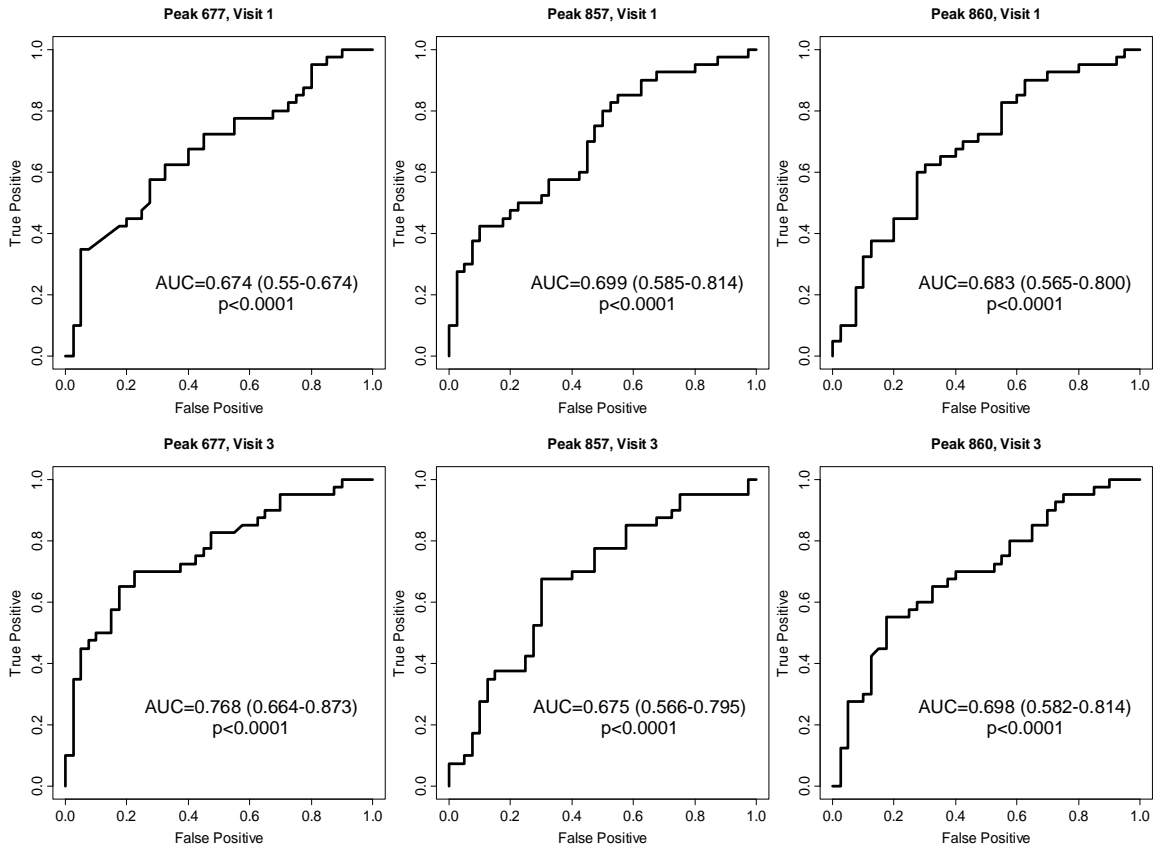 Peak 677, Visit 1
True Positive
0.0 0.2 0.4 0.6 0.8 1.0
AUC=0.674 (0.55-0.674)
p<0.0001
0.0 0.2 0.4 0.6 0.8 1.0
False Positive
Peak 857, Visit 1
True Positive
0.0 0.2 0.4 0.6 0.8 1.0
AUC=0.699 (0.585-0.814)
p<0.0001
0.0 0.2 0.4 0.6 0.8 1.0
False Positive
Peak 860, Visit 1
True Positive
0.0 0.2 0.4 0.6 0.8 1.0
AUC=0.683 (0.565-0.800)
p<0.0001
0.0 0.2 0.4 0.6 0.8 1.0
False Positive
Peak 677, Visit 3
True Positive
0.0 0.2 0.4 0.6 0.8 1.0
AUC=0.768 (0.664-0.873)
p<0.0001
0.0 0.2 0.4 0.6 0.8 1.0
False Positive
Peak 857, Visit 3
True Positive
0.0 0.2 0.4 0.6 0.8 1.0
AUC=0.675 (0.566-0.795)
p<0.0001
0.0 0.2 0.4 0.6 0.8 1.0
False Positive
Peak 860, Visit 3
True Positive
0.0 0.2 0.4 0.6 0.8 1.0
AUC=0.698 (0.582-0.814)
p<0.0001
0.0 0.2 0.4 0.6 0.8 1.0
False Positive